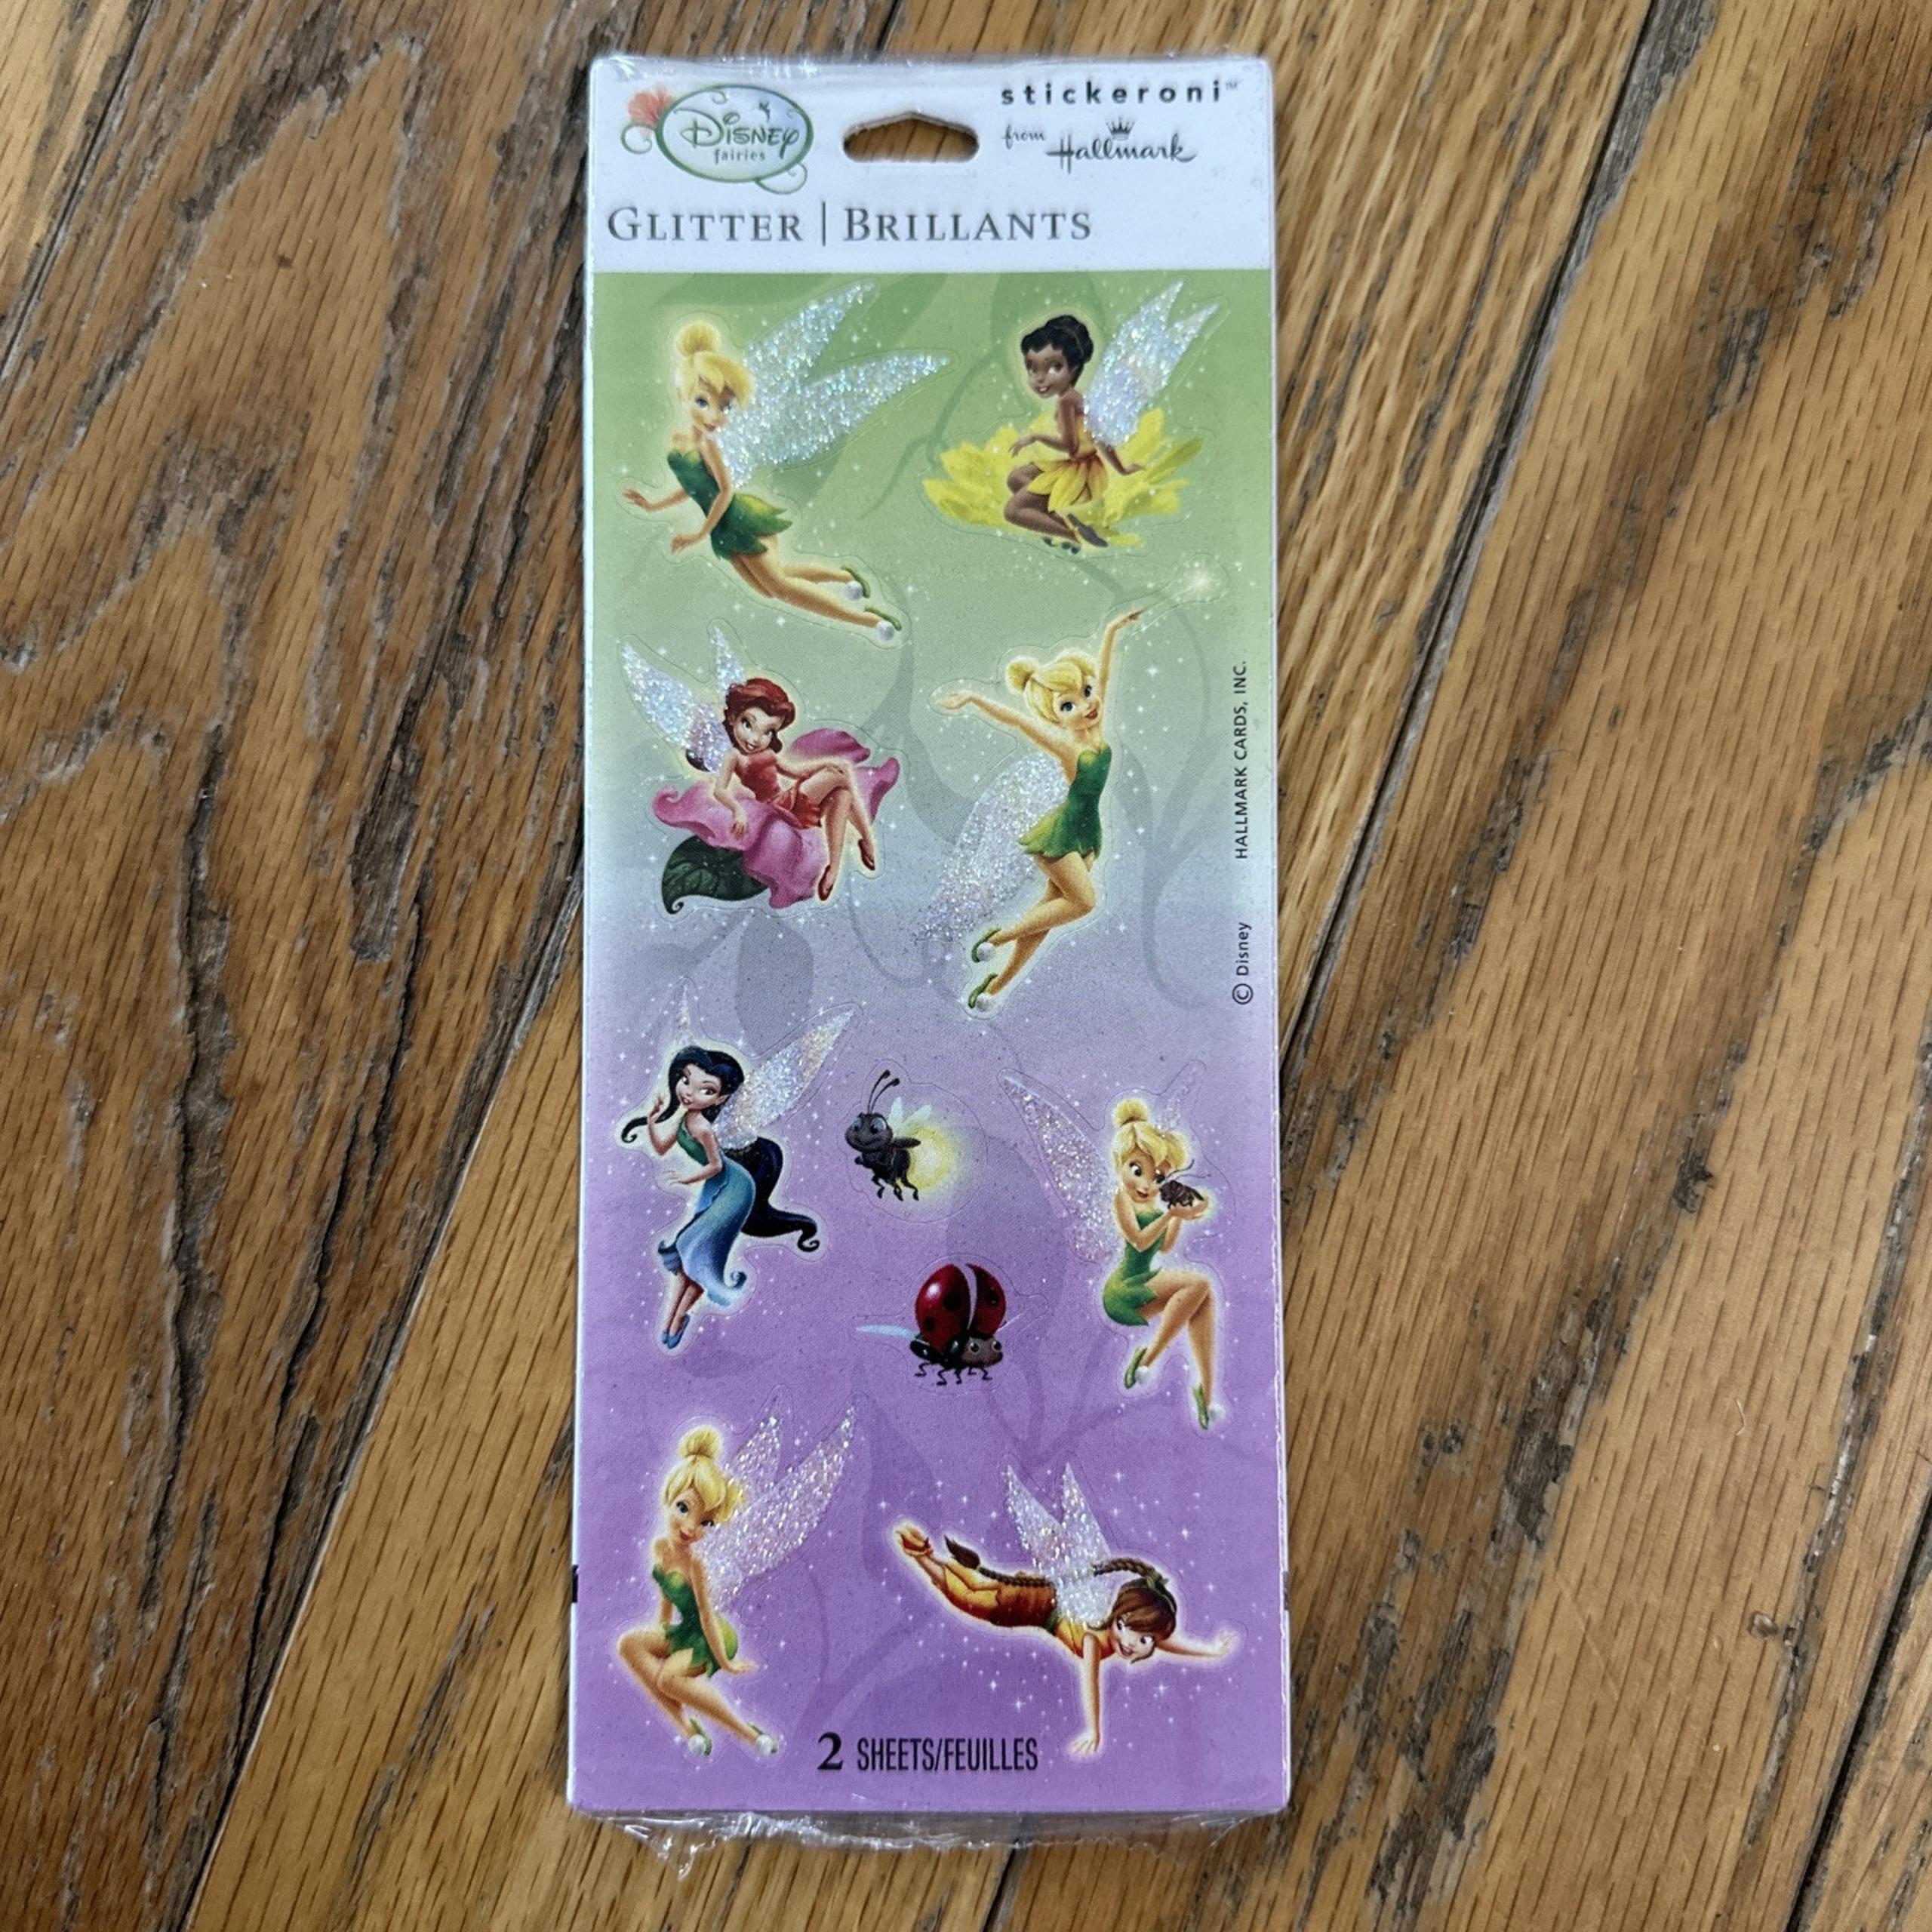 Disney
fairies
stickeroni™
from Hallmark
GLITTER | BRILLANTS
© Disney HALLMARK CARDS, INC.
2 SHEETS/FEUILLES